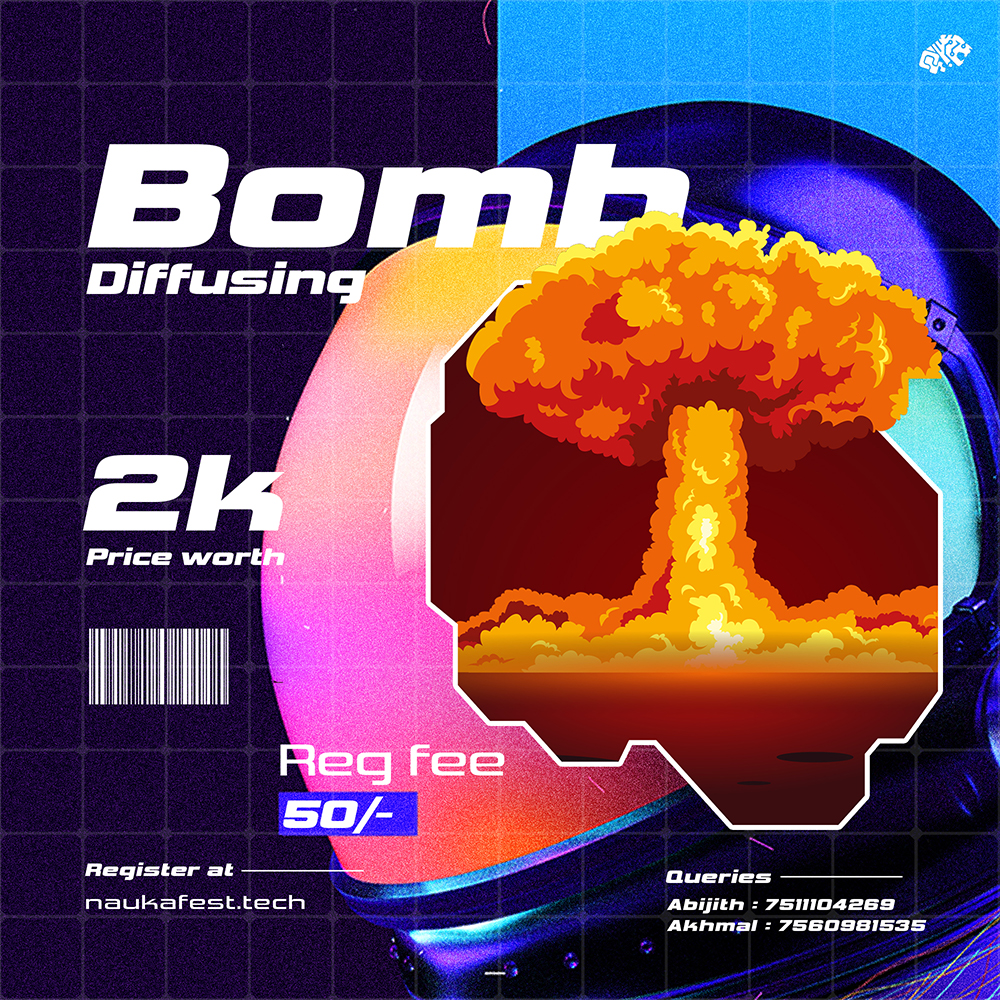 Bomb
Diffusing
2k
Price worth
Reg fee
50/-
Register at
naukafest.tech
Queries
Abijith : 7511104269
Akhmal : 7560981535